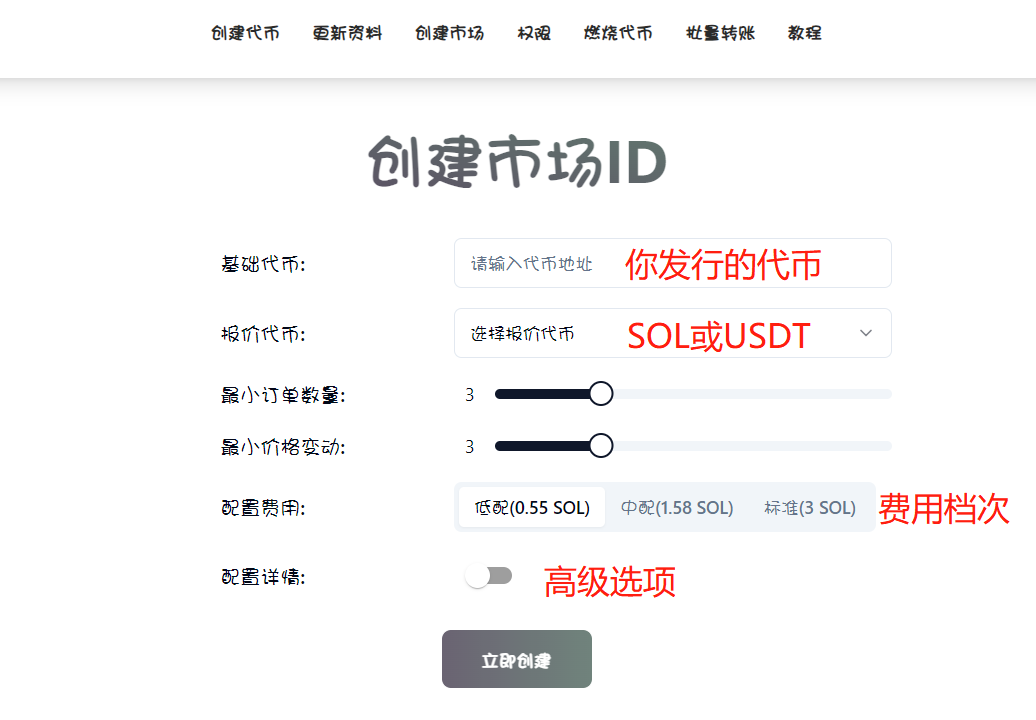 创建代币 更新资料 创建市场 权限 燃烧代币 批量转账 教程
创建市场ID
基础代币: 请输入代币地址 你发行的代币
报价代币: 选择报价代币 SOL或USDT
最小订单数量: 3
最小价格变动: 3
配置费用: 低配(0.55 SOL) 中配(1.58 SOL) 标准(3 SOL) 费用档次
配置详情: 高级选项
立即创建